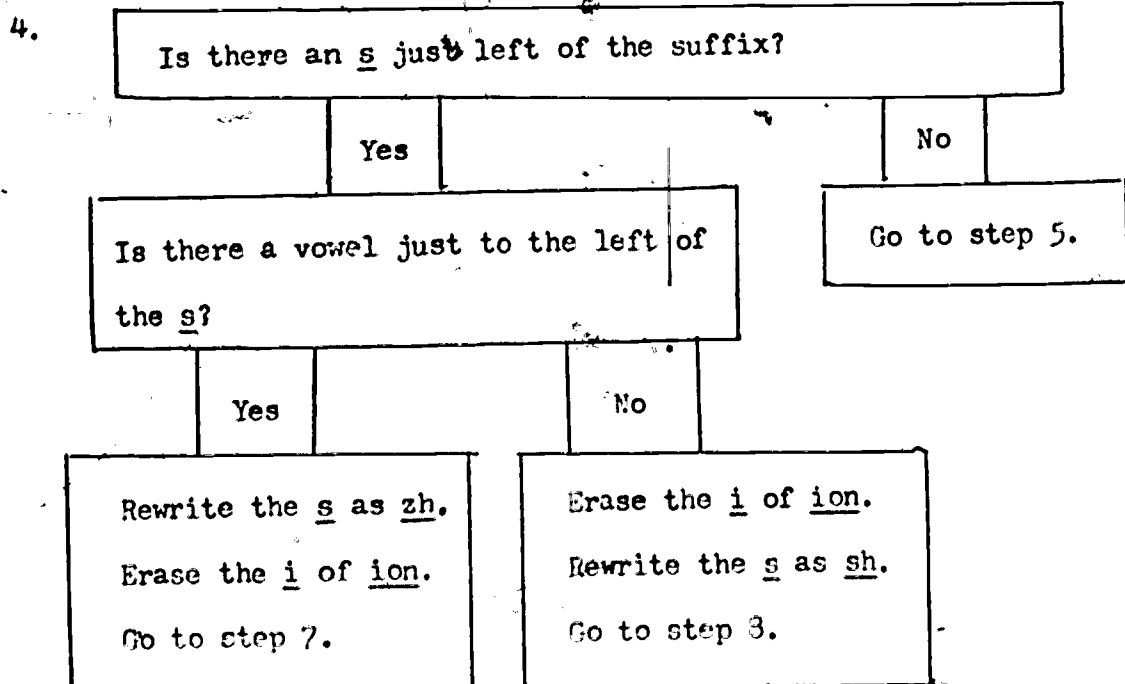 4.
Is there an s just left of the suffix?
Yes
No
Is there a vowel just to the left of
the s?
Go to step 5.
Yes
No
Rewrite the s as zh.
Erase the i of ion.
Go to step 7.
Erase the i of ion.
Rewrite the s as sh.
Go to step 8.